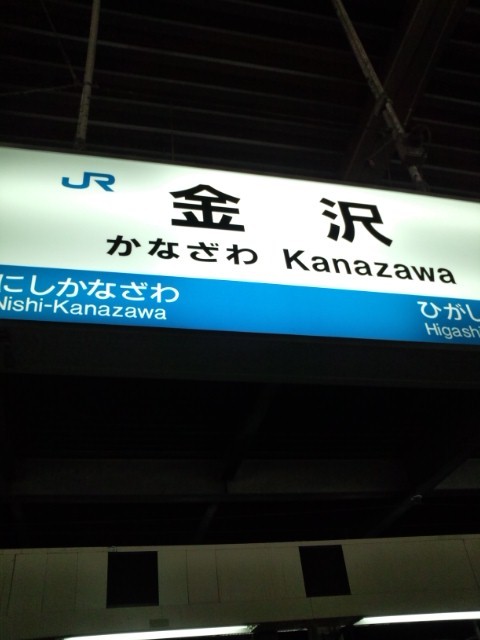 JR 金沢
かなざわ Kanazawa
にしかなざわ ひがし
Nishi-Kanazawa Higashi